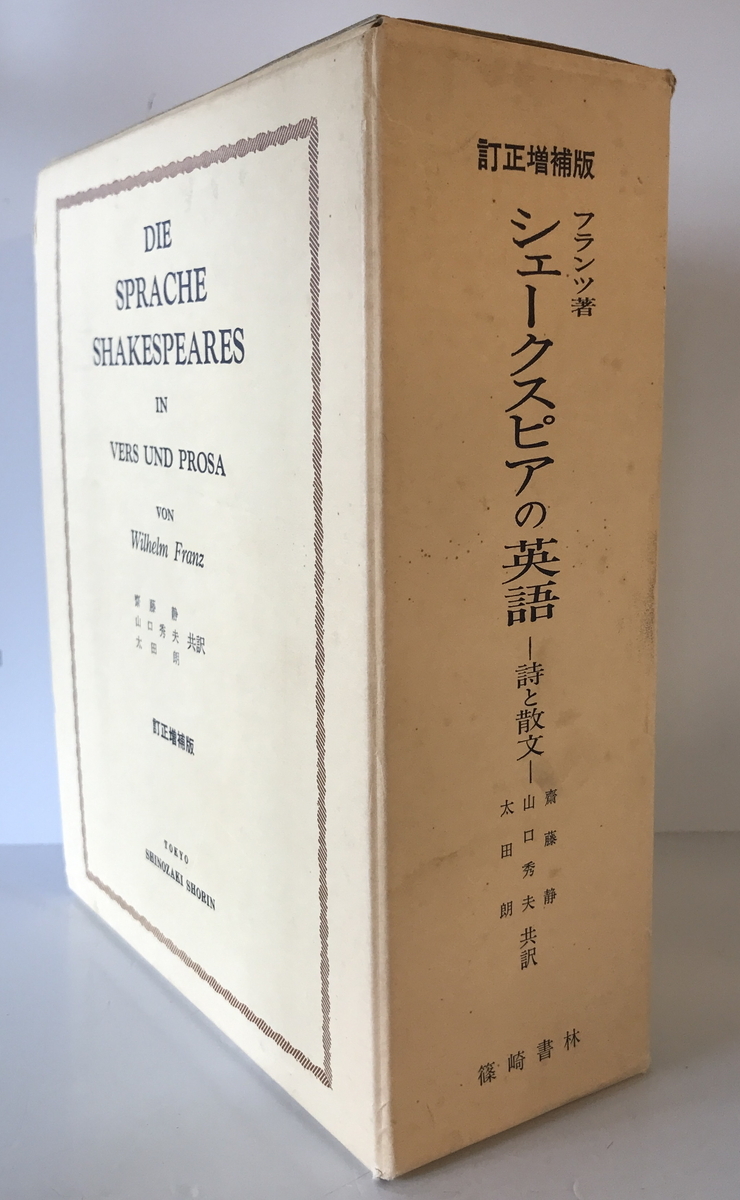 DIE
SPRACHE
SHAKESPEARES
IN
VERS UND PROSA
VON
Wilhelm Franz
齋藤静
山口秀夫 共訳
太田朗
訂正増補版
TOKYO
SHINOZAKI SHORIN
訂正増補版
フランツ著
シェークスピアの英語
―詩と散文―
齋藤静
山口秀夫 共訳
太田朗
篠崎書林